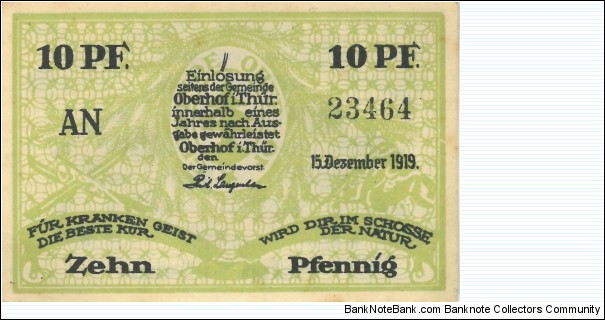 10 PF.
10 PF.
Einlösung
seitens der Gemeinde
Oberhof i. Thür.
innerhalb eines
Jahres nach Aus-
gabe gewährleistet
Oberhof i. Thür.
den
Der Gemeindevorst.
AN
23464
15. Dezember 1919.
FÜR KRANKEN GEIST
DIE BESTE KUR
WIRD DIR IM SCHOSSE
DER NATUR
Zehn
Pfennig
BankNoteBank.com - Banknote Collectors Community